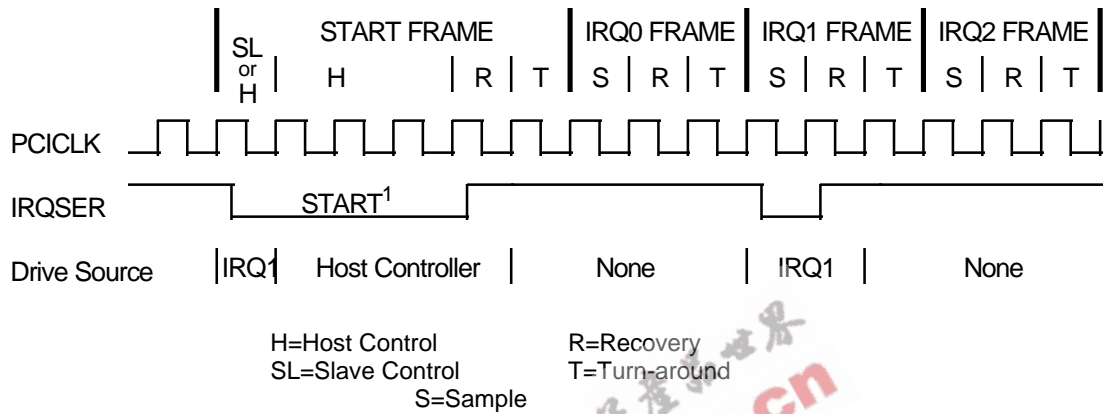 START FRAME IRQ0 FRAME IRQ1 FRAME IRQ2 FRAME
SL
or
H
H R T S R T S R T S R T
PCICLK
IRQSER START1
Drive Source IRQ1 Host Controller None IRQ1 None
H=Host Control R=Recovery
SL=Slave Control T=Turn-around
S=Sample
.cn